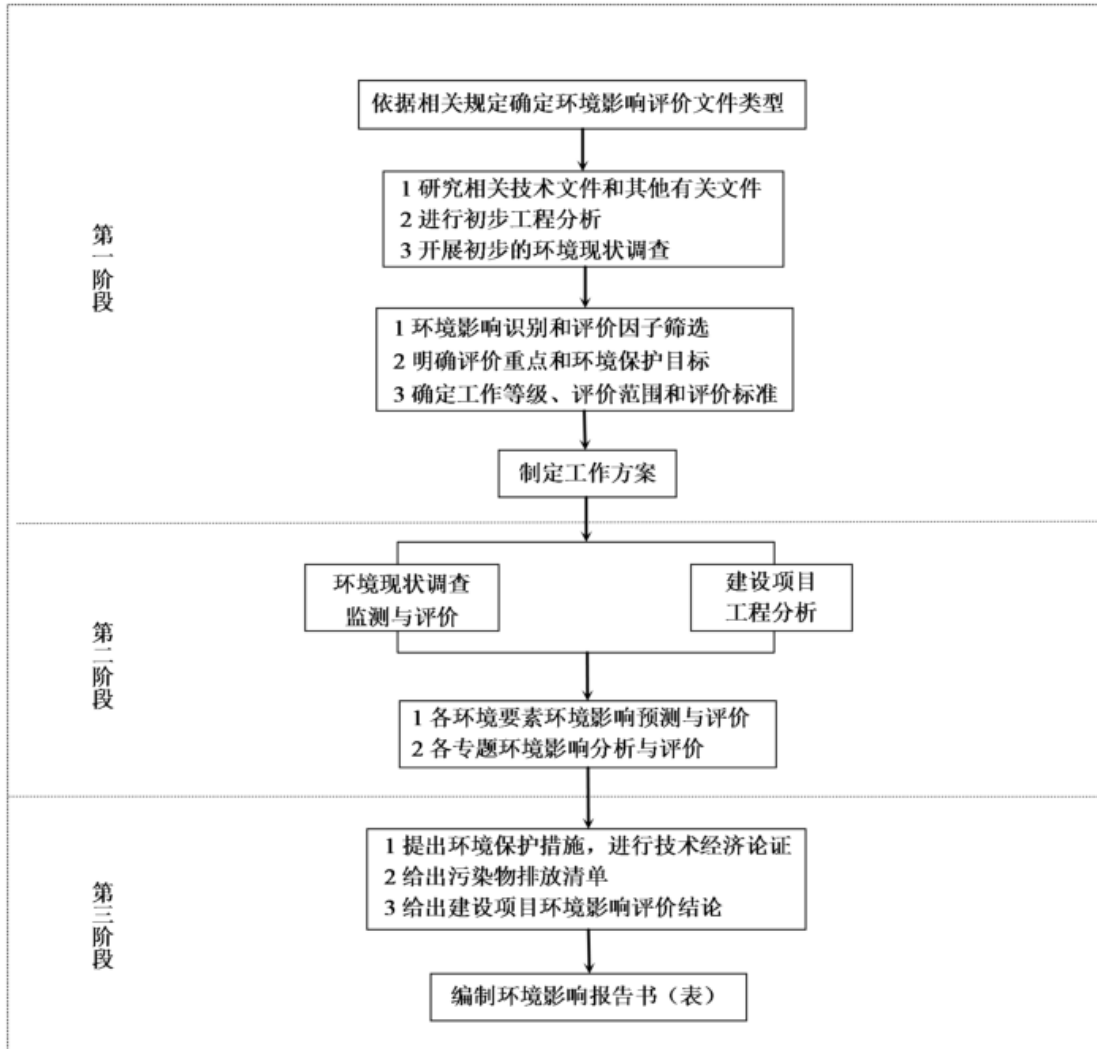 依据相关规定确定环境影响评价文件类型
1 研究相关技术文件和其他有关文件
2 进行初步工程分析
3 开展初步的环境现状调查
第一阶段
1 环境影响识别和评价因子筛选
2 明确评价重点和环境保护目标
3 确定工作等级、评价范围和评价标准
制定工作方案
环境现状调查
监测与评价
建设项目
工程分析
第二阶段
1 各环境要素环境影响预测与评价
2 各专题环境影响分析与评价
1 提出环境保护措施，进行技术经济论证
2 给出污染物排放清单
3 给出建设项目环境影响评价结论
第三阶段
编制环境影响报告书（表）